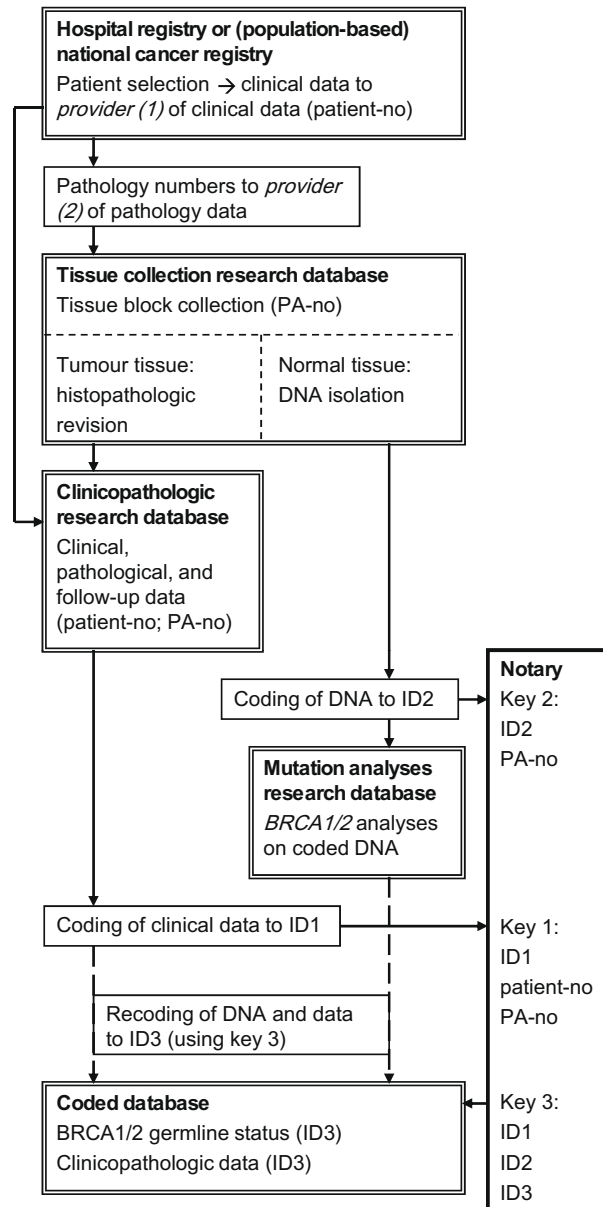 Hospital registry or (population-based)
national cancer registry
Patient selection → clinical data to
provider (1) of clinical data (patient-no)
Pathology numbers to provider
(2) of pathology data
Tissue collection research database
Tissue block collection (PA-no)
Tumour tissue:
histopathologic
revision
Normal tissue:
DNA isolation
Clinicopathologic
research database
Clinical,
pathological, and
follow-up data
(patient-no; PA-no)
Coding of DNA to ID2
Notary
Key 2:
ID2
PA-no
Mutation analyses
research database
BRCA1/2 analyses
on coded DNA
Coding of clinical data to ID1
Key 1:
ID1
patient-no
PA-no
Recoding of DNA and data
to ID3 (using key 3)
Coded database
BRCA1/2 germline status (ID3)
Clinicopathologic data (ID3)
Key 3:
ID1
ID2
ID3